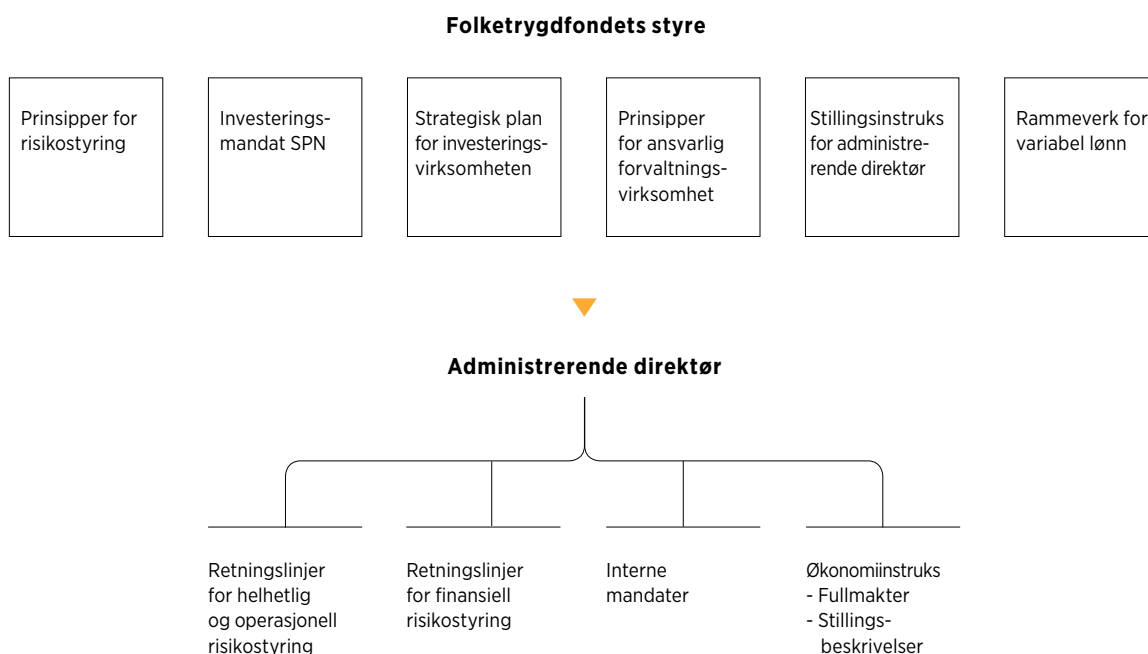 Folketrygdfondets styre
Prinsipper for
risikostyring
Investerings-
mandat SPN
Strategisk plan
for investerings-
virksomheten
Prinsipper
for ansvarlig
forvaltnings-
virksomhet
Stillingsinstruks
for administre-
rende direktør
Rammeverk for
variabel lønn
Administrerende direktør
Retningslinjer
for helhetlig
og operasjonell
risikostyring
Retningslinjer
for finansiell
risikostyring
Interne
mandater
Økonomiinstruks
- Fullmakter
- Stillings-
beskrivelser